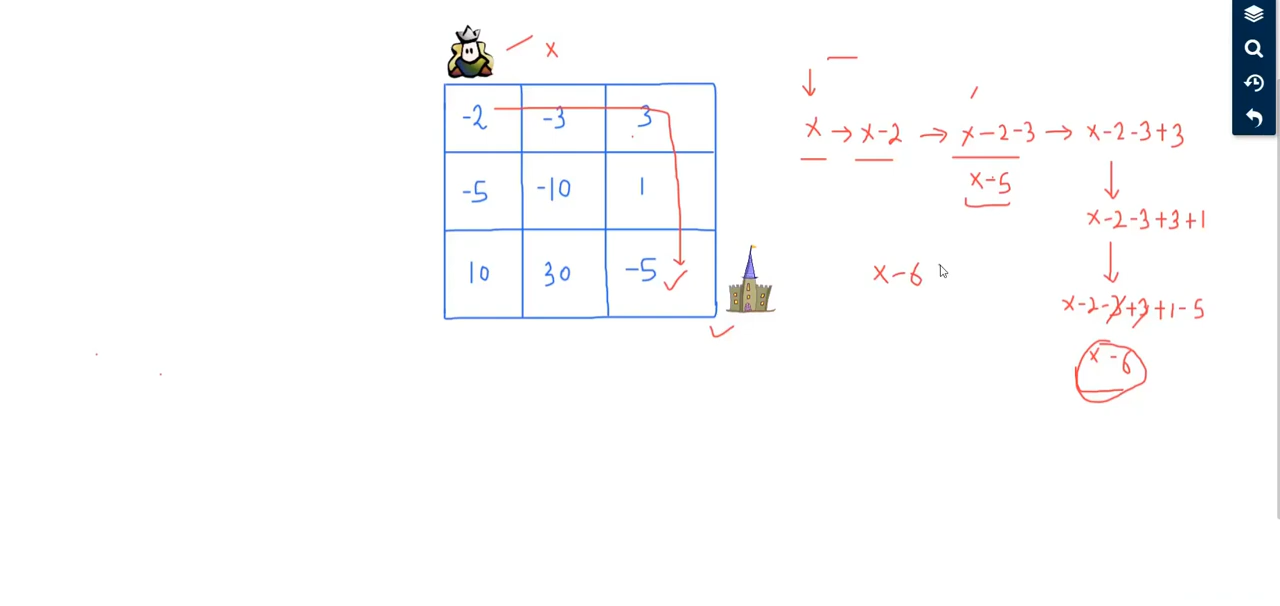 x
-2 -3 3
-5 -10 1
10 30 -5
x → x-2 → x-2-3 → x-2-3+3
x-5
x-2-3+3+1
x-6
x-2-3+3+1-5
x-6